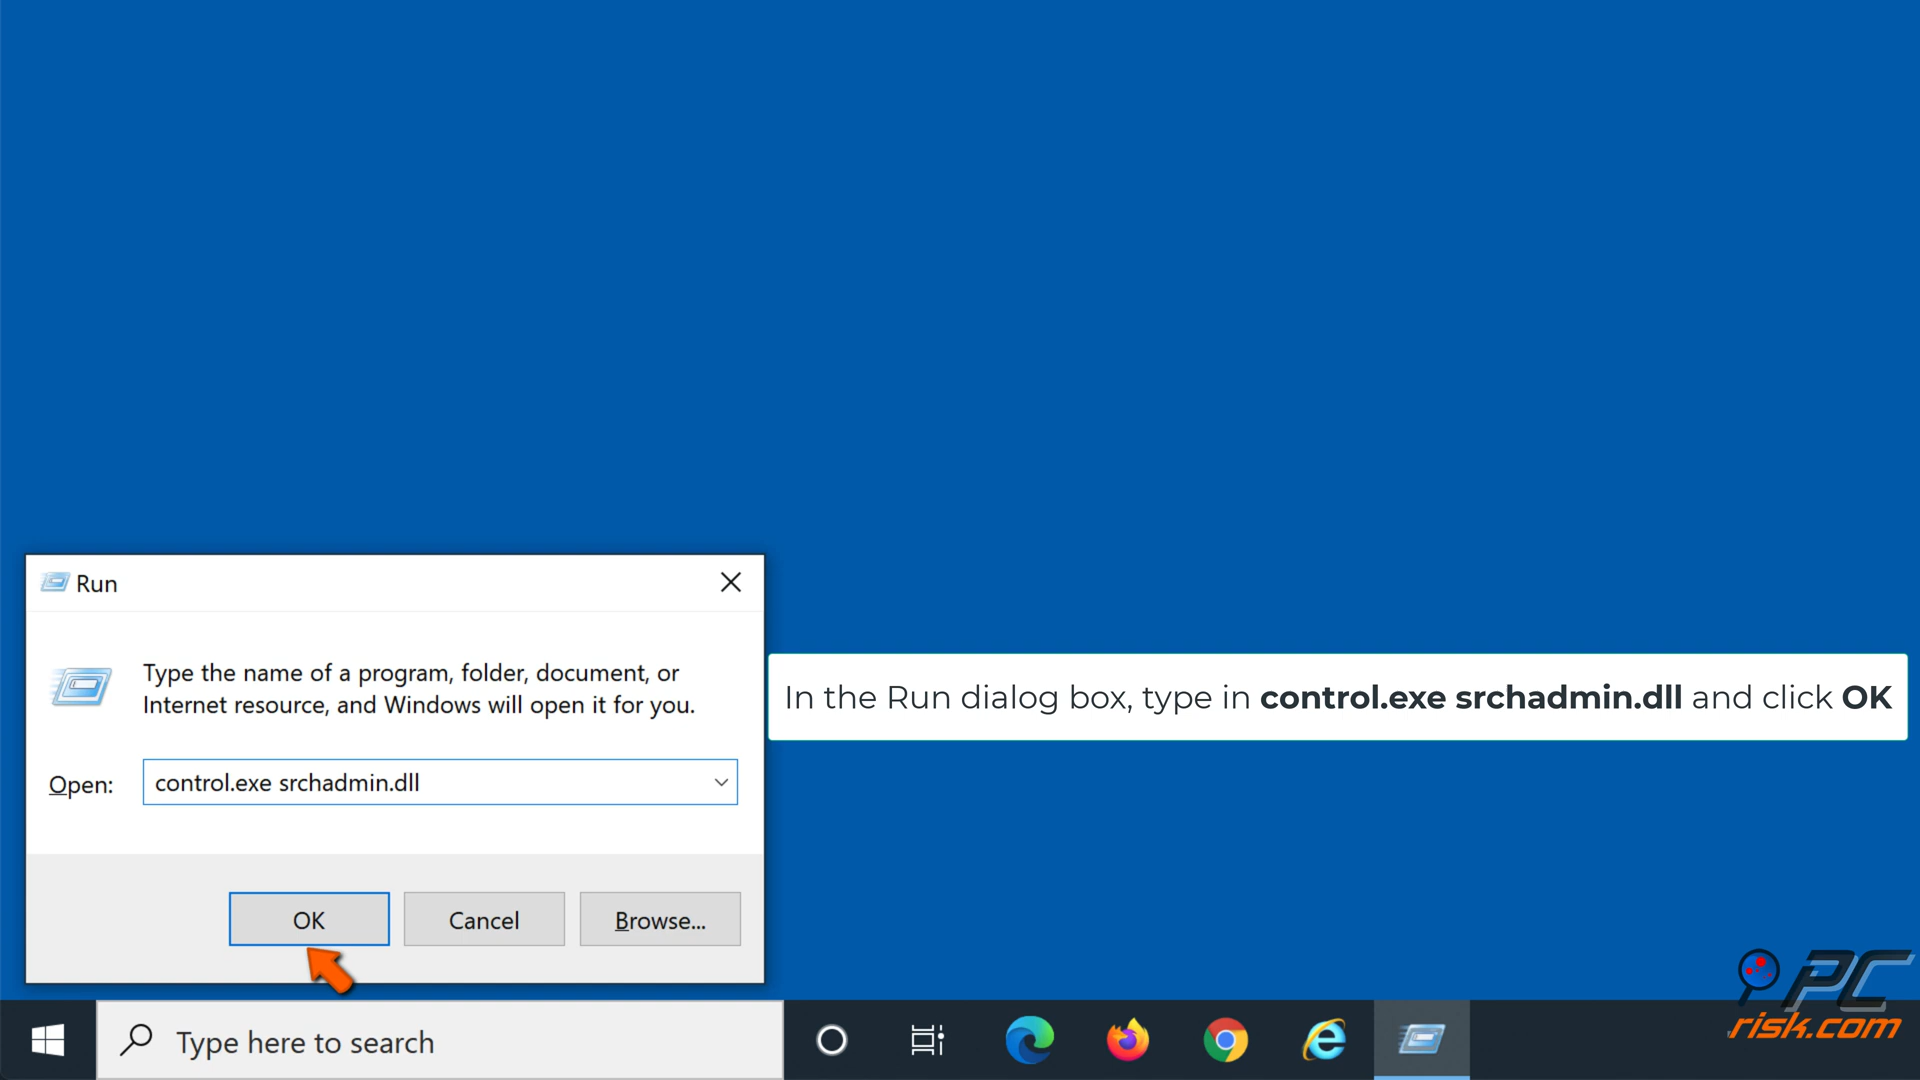 Run
Type the name of a program, folder, document, or
Internet resource, and Windows will open it for you.
Open:
control.exe srchadmin.dll
OK
Cancel
Browse...
In the Run dialog box, type in control.exe srchadmin.dll and click OK
Type here to search
PC
risk.com